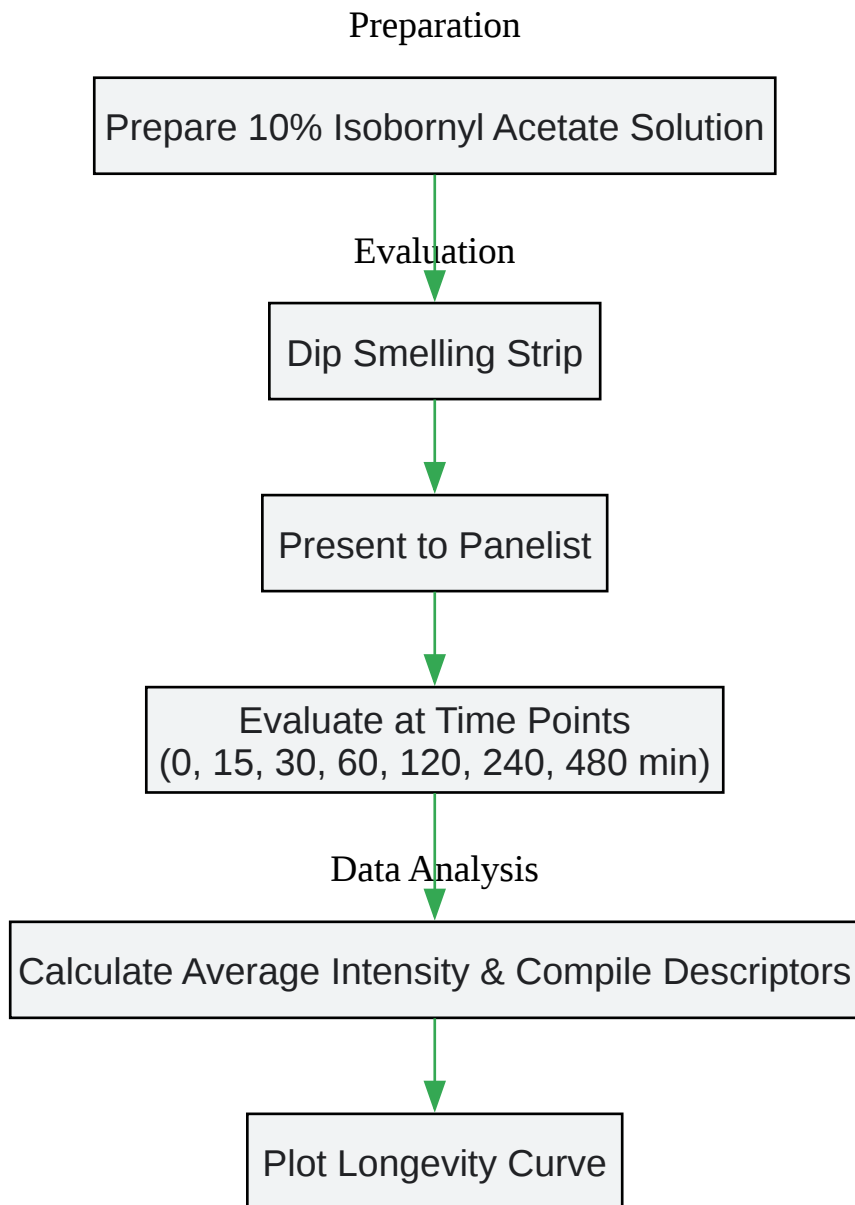 Preparation
Prepare 10% Isobornyl Acetate Solution
Evaluation
Dip Smelling Strip
Present to Panelist
Evaluate at Time Points
(0, 15, 30, 60, 120, 240, 480 min)
Data Analysis
Calculate Average Intensity & Compile Descriptors
Plot Longevity Curve